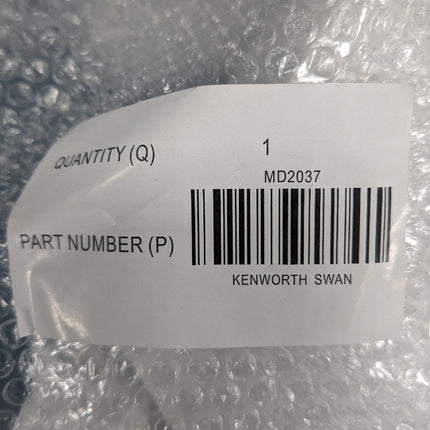 QUANTITY (Q) 1
MD2037
PART NUMBER (P)
KENWORTH SWAN